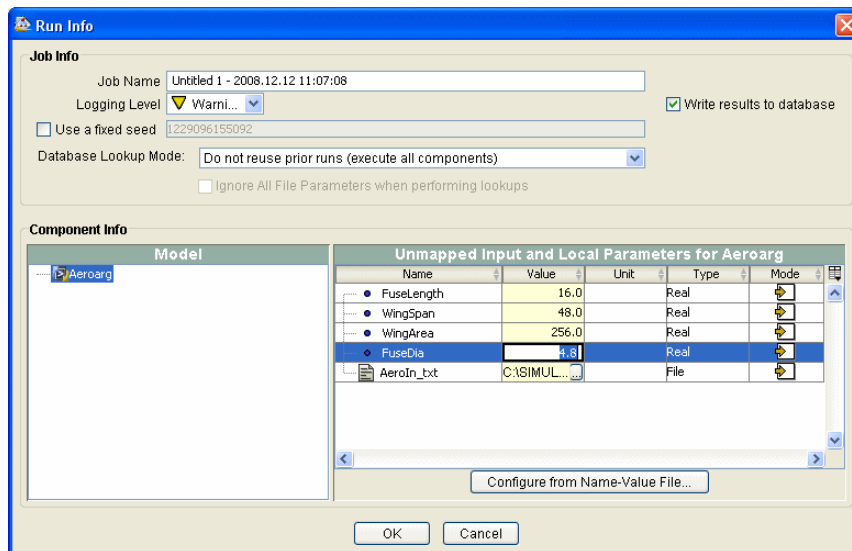 Run Info
Job Info
Job Name Untitled 1 - 2008.12.12 11:07:08
Logging Level Warni... Write results to database
Use a fixed seed 1229096155092
Database Lookup Mode: Do not reuse prior runs (execute all components)
Ignore All File Parameters when performing lookups
Component Info
Model
Aeroarg
Unmapped Input and Local Parameters for Aeroarg
Name Value Unit Type Mode
FuseLength 16.0 Real
WingSpan 48.0 Real
WingArea 256.0 Real
FuseDia 4.8 Real
AeroIn_txt C:\SIMUL... ... File
Configure from Name-Value File...
OK Cancel